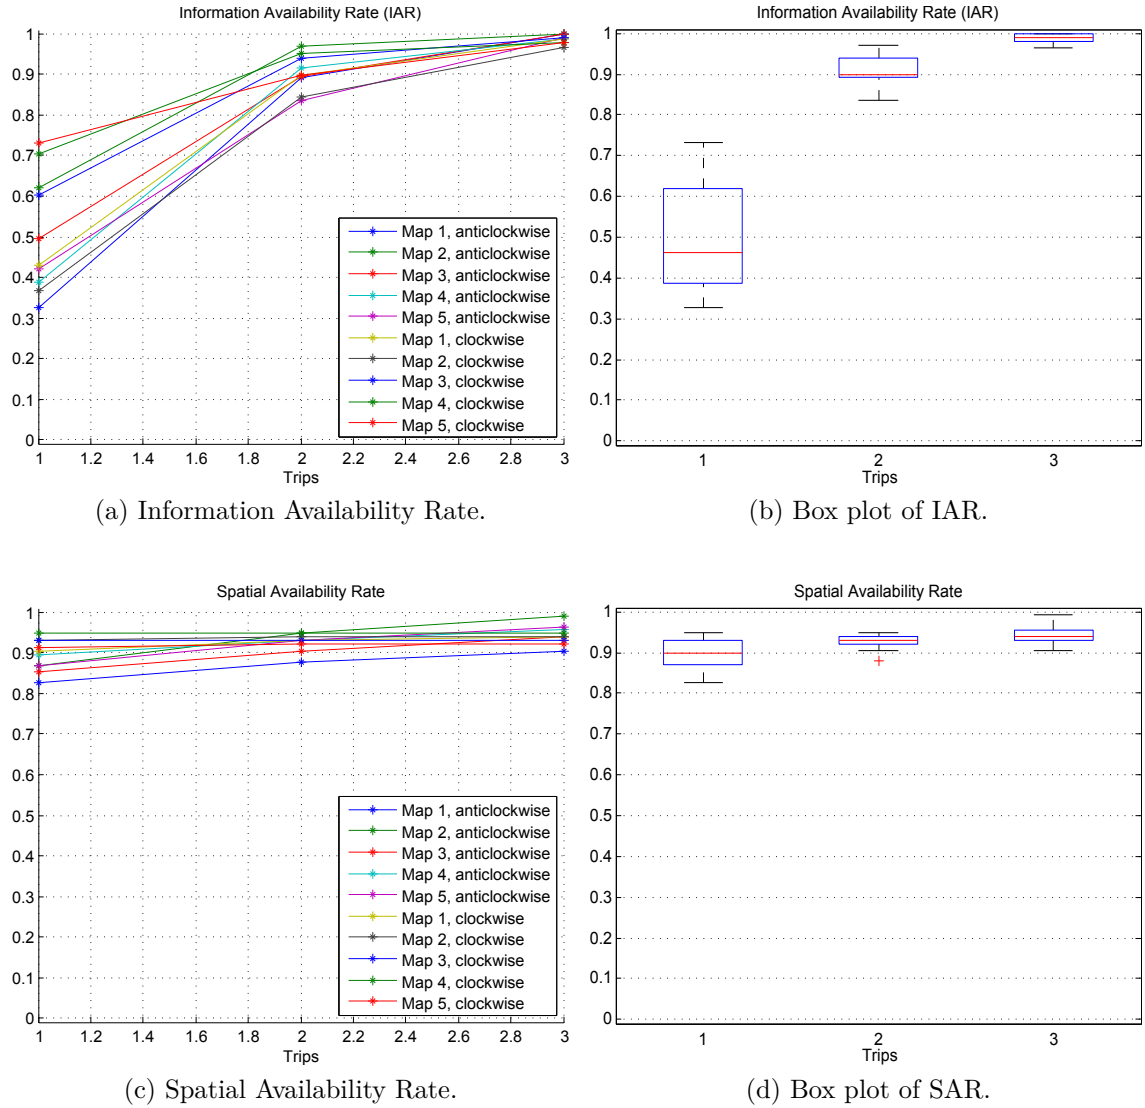 Information Availability Rate (IAR)
1
0.9
0.8
0.7
0.6
0.5
0.4
0.3
0.2
0.1
0
Map 1, anticlockwise
Map 2, anticlockwise
Map 3, anticlockwise
Map 4, anticlockwise
Map 5, anticlockwise
Map 1, clockwise
Map 2, clockwise
Map 3, clockwise
Map 4, clockwise
Map 5, clockwise
1 1.2 1.4 1.6 1.8 2 2.2 2.4 2.6 2.8 3
Trips
(a) Information Availability Rate.
Information Availability Rate (IAR)
1
0.9
0.8
0.7
0.6
0.5
0.4
0.3
0.2
0.1
0
1 2 3
Trips
(b) Box plot of IAR.
Spatial Availability Rate
1
0.9
0.8
0.7
0.6
0.5
0.4
0.3
0.2
0.1
0
Map 1, anticlockwise
Map 2, anticlockwise
Map 3, anticlockwise
Map 4, anticlockwise
Map 5, anticlockwise
Map 1, clockwise
Map 2, clockwise
Map 3, clockwise
Map 4, clockwise
Map 5, clockwise
1 1.2 1.4 1.6 1.8 2 2.2 2.4 2.6 2.8 3
Trips
(c) Spatial Availability Rate.
Spatial Availability Rate
1
0.9
0.8
0.7
0.6
0.5
0.4
0.3
0.2
0.1
0
1 2 3
Trips
(d) Box plot of SAR.